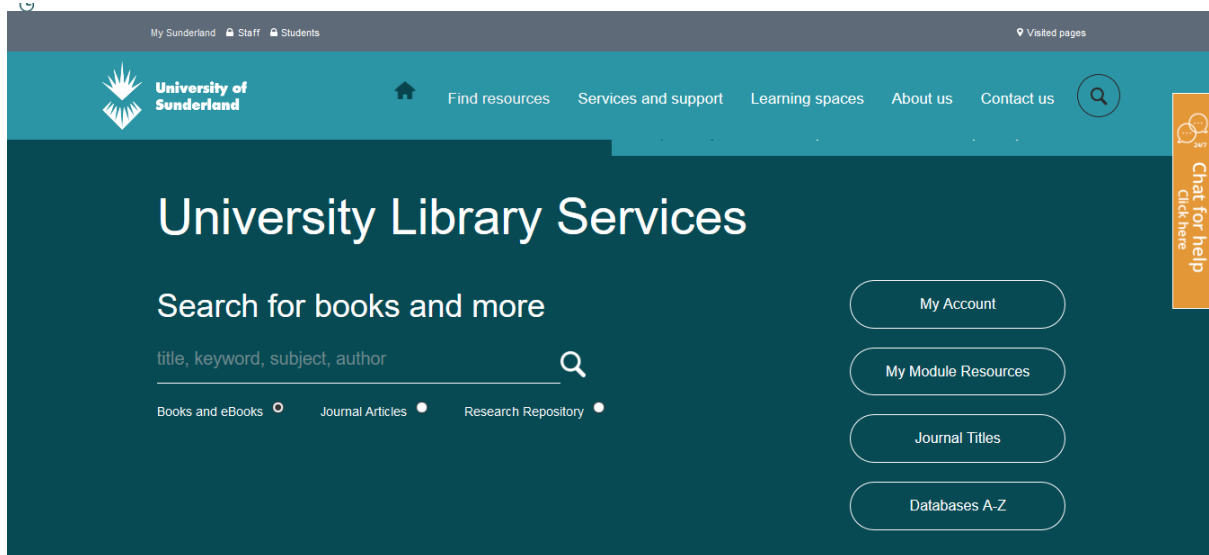 My Sunderland Staff Students Visited pages
University of
Sunderland
Find resources Services and support Learning spaces About us Contact us
24/7
Chat for help
Click here
University Library Services
Search for books and more
title, keyword, subject, author
Books and eBooks Journal Articles Research Repository
My Account
My Module Resources
Journal Titles
Databases A-Z